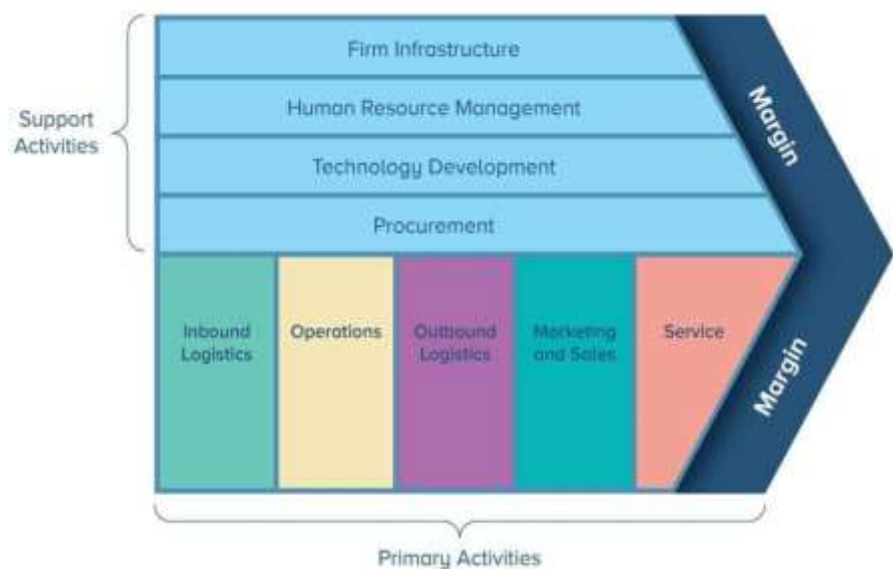 Firm Infrastructure
Human Resource Management
Support
Activities
Technology Development
Procurement
Margin
Inbound
Logistics
Operations
Outbound
Logistics
Marketing
and Sales
Service
Margin
Primary Activities